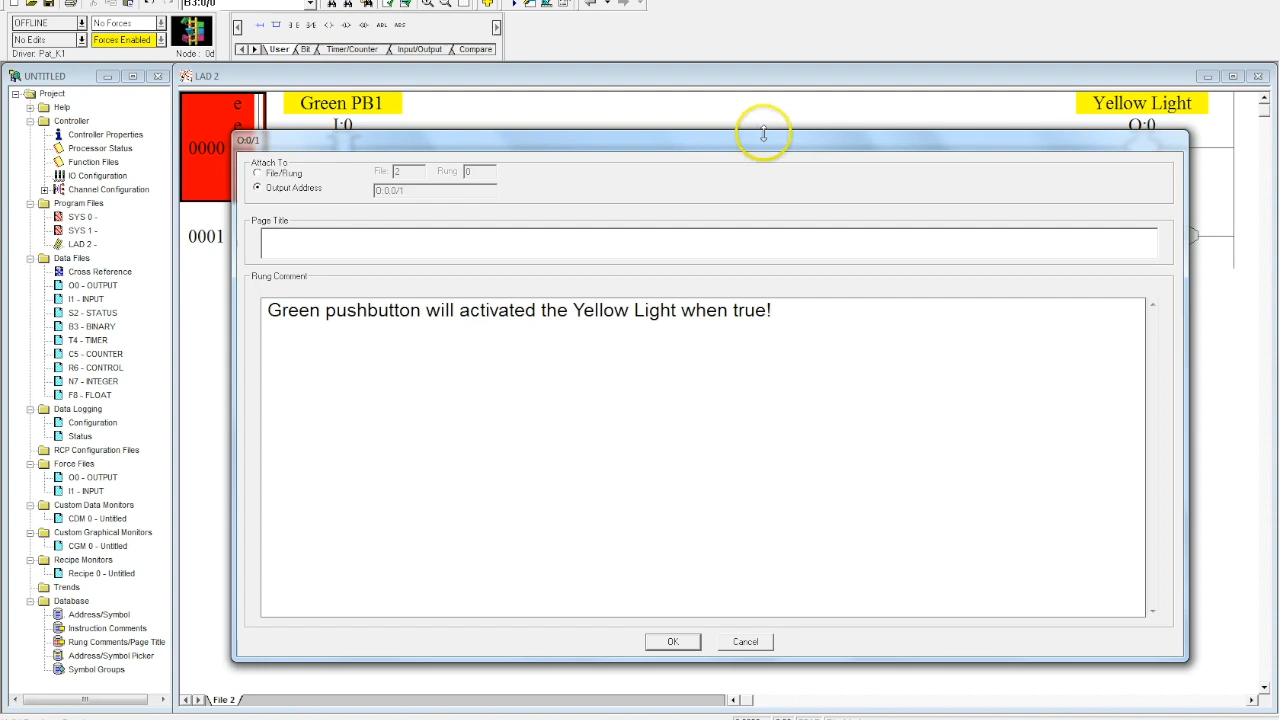 B3:0/0
OFFLINE
No Forces
No Edits
Forces Enabled
Driver: Pat_K1
Node : 0d
User
Bit
Timer/Counter
Input/Output
Compare
ABL
ABS
UNTITLED
Project
Help
Controller
Controller Properties
Processor Status
Function Files
IO Configuration
Channel Configuration
Program Files
SYS 0 -
SYS 1 -
LAD 2 -
Data Files
Cross Reference
O0 - OUTPUT
I1 - INPUT
S2 - STATUS
B3 - BINARY
T4 - TIMER
C5 - COUNTER
R6 - CONTROL
N7 - INTEGER
F8 - FLOAT
Data Logging
Configuration
Status
RCP Configuration Files
Force Files
O0 - OUTPUT
I1 - INPUT
Custom Data Monitors
CDM 0 - Untitled
Custom Graphical Monitors
CGM 0 - Untitled
Recipe Monitors
Recipe 0 - Untitled
Trends
Database
Address/Symbol
Instruction Comments
Rung Comments/Page Title
Address/Symbol Picker
Symbol Groups
LAD 2
e
e
0000
0001
Green PB1
I:0
Yellow Light
O:0
O:0/1
Attach To
File/Rung
File: 2
Rung 0
Output Address
O:0.0/1
Page Title
Rung Comment
Green pushbutton will activated the Yellow Light when true!
OK
Cancel
File 2